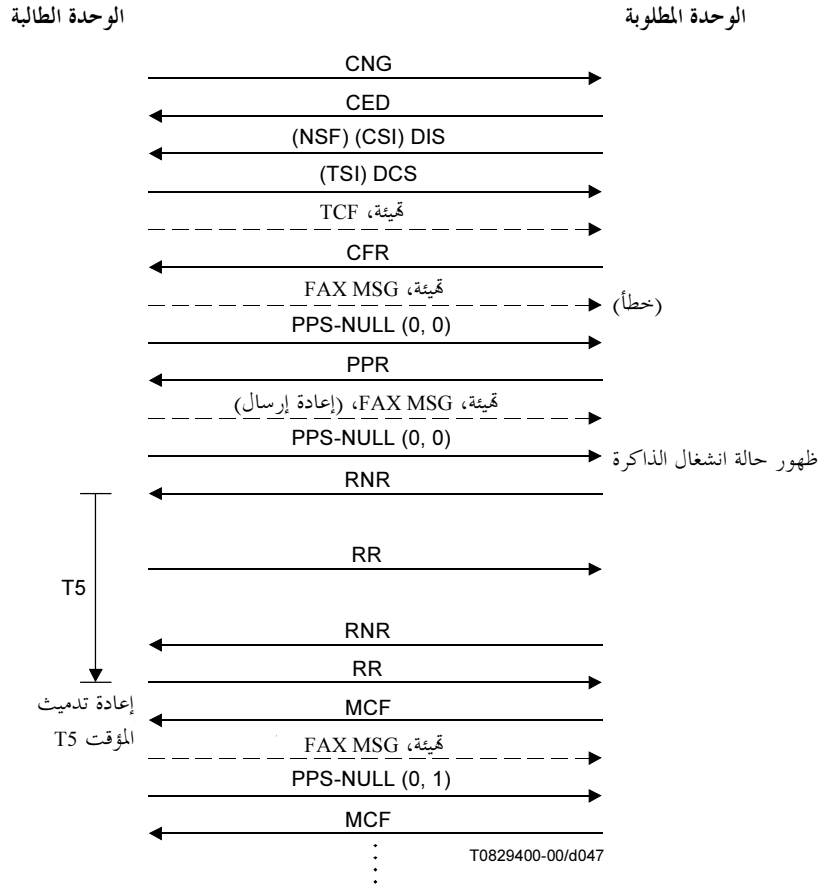 الوحدة الطالبة
الوحدة المطلوبة
CNG
CED
(NSF) (CSI) DIS
(TSI) DCS
تهيئة، TCF
CFR
تهيئة، FAX MSG
(خطأ)
PPS-NULL (0, 0)
PPR
تهيئة، FAX MSG، (إعادة إرسال)
PPS-NULL (0, 0)
ظهور حالة انشغال الذاكرة
RNR
RR
T5
RNR
RR
إعادة تدميث
المؤقت T5
MCF
تهيئة، FAX MSG
PPS-NULL (0, 1)
MCF
T0829400-00/d047